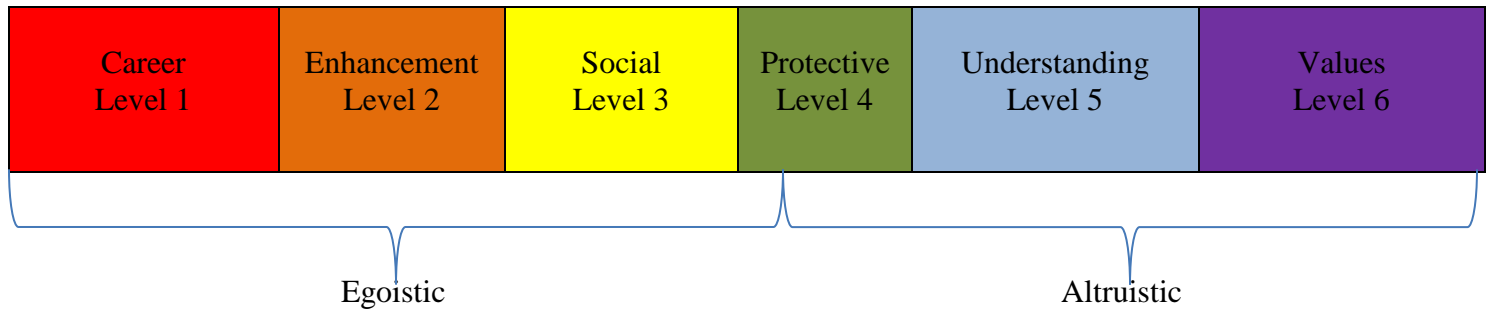 Career
Level 1
Enhancement
Level 2
Social
Level 3
Protective
Level 4
Understanding
Level 5
Values
Level 6
Egoistic
Altruistic